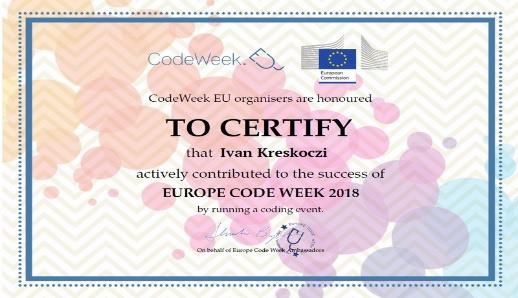 CodeWeek.
European
Commission
CodeWeek EU organisers are honoured
TO CERTIFY
that Ivan Kreskoczi
actively contributed to the success of
EUROPE CODE WEEK 2018
by running a coding event.
On behalf of Europe Code Week Ambassadors